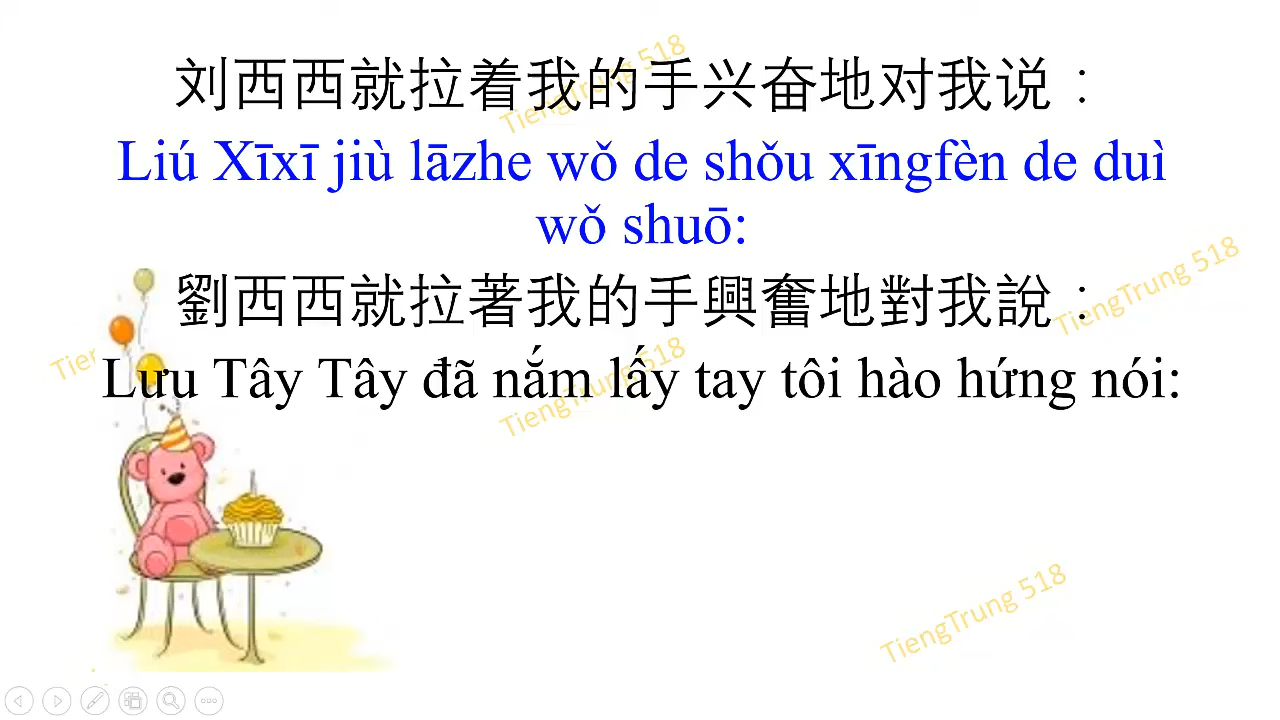 刘西西就拉着我的手兴奋地对我说：
Liú Xīxī jiù lāzhe wǒ de shǒu xīngfèn de duì
wǒ shuō:
劉西西就拉著我的手興奮地對我說：
Lưu Tây Tây đã nắm lấy tay tôi hào hứng nói:
TiengTrung 518
TiengTrung 518
Tier
TiengTrung 518
TiengTrung 518